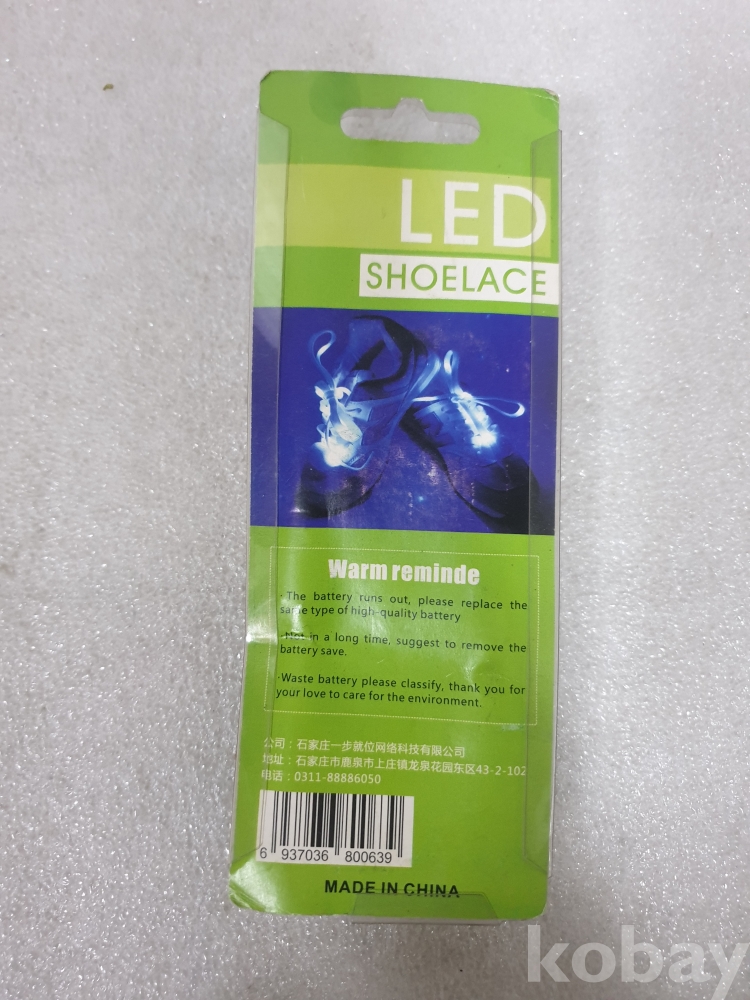 LED
SHOELACE
Warm reminde
·The battery runs out, please replace the
same type of high-quality battery
·Not in a long time, suggest to remove the
battery save.
·Waste battery please classify, thank you for
your love to care for the environment.
公司：石家庄一步就位网络科技有限公司
地址：石家庄市鹿泉市上庄镇龙泉花园东区43-2-102
电话：0311-88886050
6 937036 800639
MADE IN CHINA
kobay